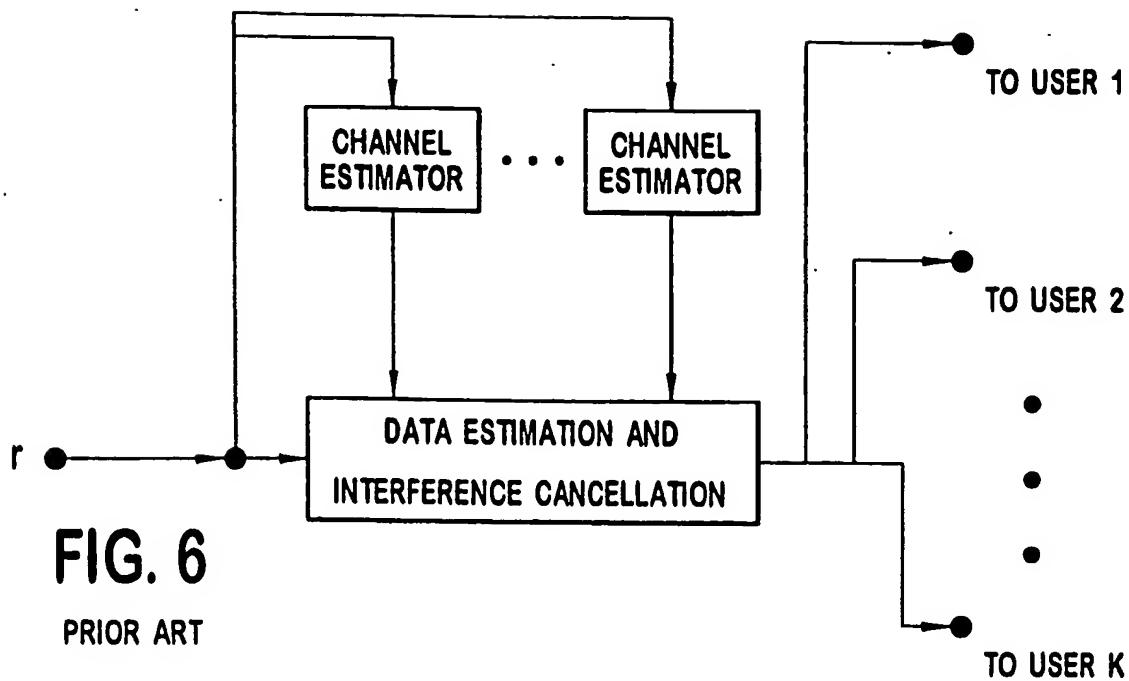 TO USER 1
CHANNEL
ESTIMATOR
CHANNEL
ESTIMATOR
TO USER 2
DATA ESTIMATION AND
INTERFERENCE CANCELLATION
r
FIG. 6
PRIOR ART
TO USER K